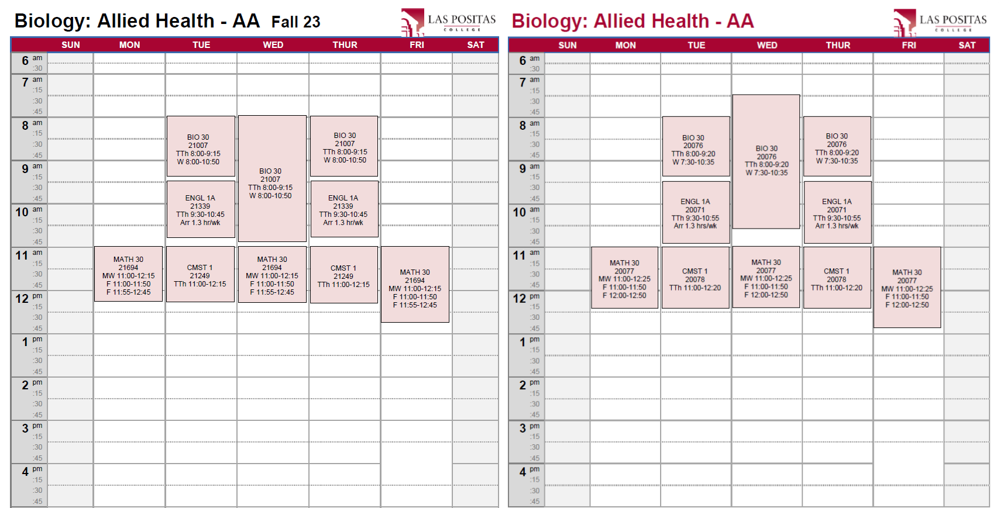 Biology: Allied Health - AA Fall 23
LAS POSITAS
COLLEGE
SUN MON TUE WED THUR FRI SAT
6 am
:30
7 am
:15
:30
:45
8 am
:15
:30
:45
9 am
:15
:30
:45
10 am
:15
:30
:45
11 am
:15
:30
:45
12 pm
:15
:30
:45
1 pm
:15
:30
:45
2 pm
:15
:30
:45
3 pm
:15
:30
:45
4 pm
:15
:30
:45
MATH 30
21694
MW 11:00-12:15
F 11:00-11:50
F 11:55-12:45
BIO 30
21007
TTh 8:00-9:15
W 8:00-10:50
ENGL 1A
21339
TTh 9:30-10:45
Arr 1.3 hr/wk
CMST 1
21249
TTh 11:00-12:15
BIO 30
21007
TTh 8:00-9:15
W 8:00-10:50
MATH 30
21694
MW 11:00-12:15
F 11:00-11:50
F 11:55-12:45
BIO 30
21007
TTh 8:00-9:15
W 8:00-10:50
ENGL 1A
21339
TTh 9:30-10:45
Arr 1.3 hr/wk
CMST 1
21249
TTh 11:00-12:15
MATH 30
21694
MW 11:00-12:15
F 11:00-11:50
F 11:55-12:45
Biology: Allied Health - AA
LAS POSITAS
COLLEGE
SUN MON TUE WED THUR FRI SAT
6 am
:30
7 am
:15
:30
:45
8 am
:15
:30
:45
9 am
:15
:30
:45
10 am
:15
:30
:45
11 am
:15
:30
:45
12 pm
:15
:30
:45
1 pm
:15
:30
:45
2 pm
:15
:30
:45
3 pm
:15
:30
:45
4 pm
:15
:30
:45
MATH 30
20077
MW 11:00-12:25
F 11:00-11:50
F 12:00-12:50
BIO 30
20076
TTh 8:00-9:20
W 7:30-10:35
ENGL 1A
20071
TTh 9:30-10:55
Arr 1.3 hrs/wk
CMST 1
20078
TTh 11:00-12:20
BIO 30
20076
TTh 8:00-9:20
W 7:30-10:35
MATH 30
20077
MW 11:00-12:25
F 11:00-11:50
F 12:00-12:50
BIO 30
20076
TTh 8:00-9:20
W 7:30-10:35
ENGL 1A
20071
TTh 9:30-10:55
Arr 1.3 hrs/wk
CMST 1
20078
TTh 11:00-12:20
MATH 30
20077
MW 11:00-12:25
F 11:00-11:50
F 12:00-12:50